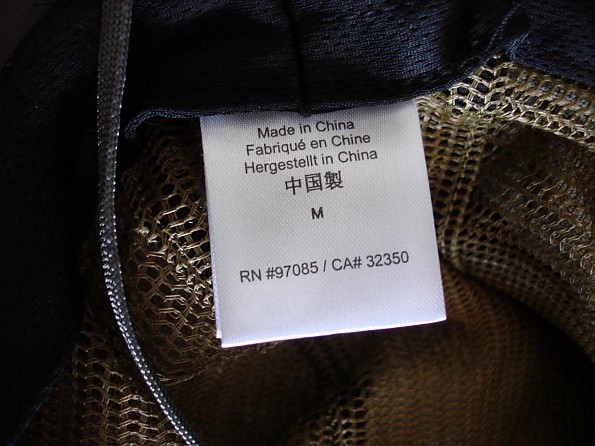 Made in China
Fabriqué en Chine
Hergestellt in China
中国製
M
RN #97085 / CA# 32350